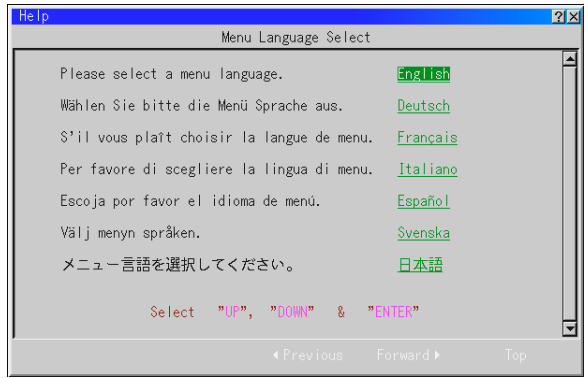 Help
Menu Language Select
Please select a menu language. English
Wählen Sie bitte die Menü Sprache aus. Deutsch
S'il vous plaît choisir la langue de menu. Français
Per favore di scegliere la lingua di menu. Italiano
Escoja por favor el idioma de menú. Español
Välj menyn språken. Svenska
メニュー言語を選択してください。 日本語
Select "UP", "DOWN" & "ENTER"
Previous Forward Top